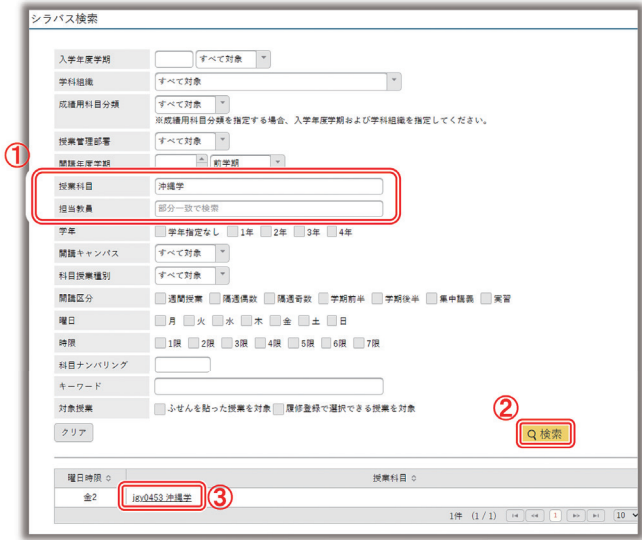 シラバス検索
入学年度学期 すべて対象
学科組織 すべて対象
成績用科目分類 すべて対象
※成績用科目分類を指定する場合、入学年度学期および学科組織を指定してください。
授業管理部署 すべて対象
①
開講年度学期 前学期
授業科目 沖縄学
担当教員 部分一致で検索
学年 学年指定なし 1年 2年 3年 4年
開講キャンパス すべて対象
科目授業種別 すべて対象
開講区分 週間授業 隔週偶数 隔週奇数 学期前半 学期後半 集中講義 実習
曜日 月 火 水 木 金 土 日
時限 1限 2限 3限 4限 5限 6限 7限
科目ナンバリング
キーワード
対象授業 ふせんを貼った授業を対象 履修登録で選択できる授業を対象
②
クリア 検索
曜日時限 授業科目
金2 jgy0453 沖縄学 ③
1件 (1/1) 1 10